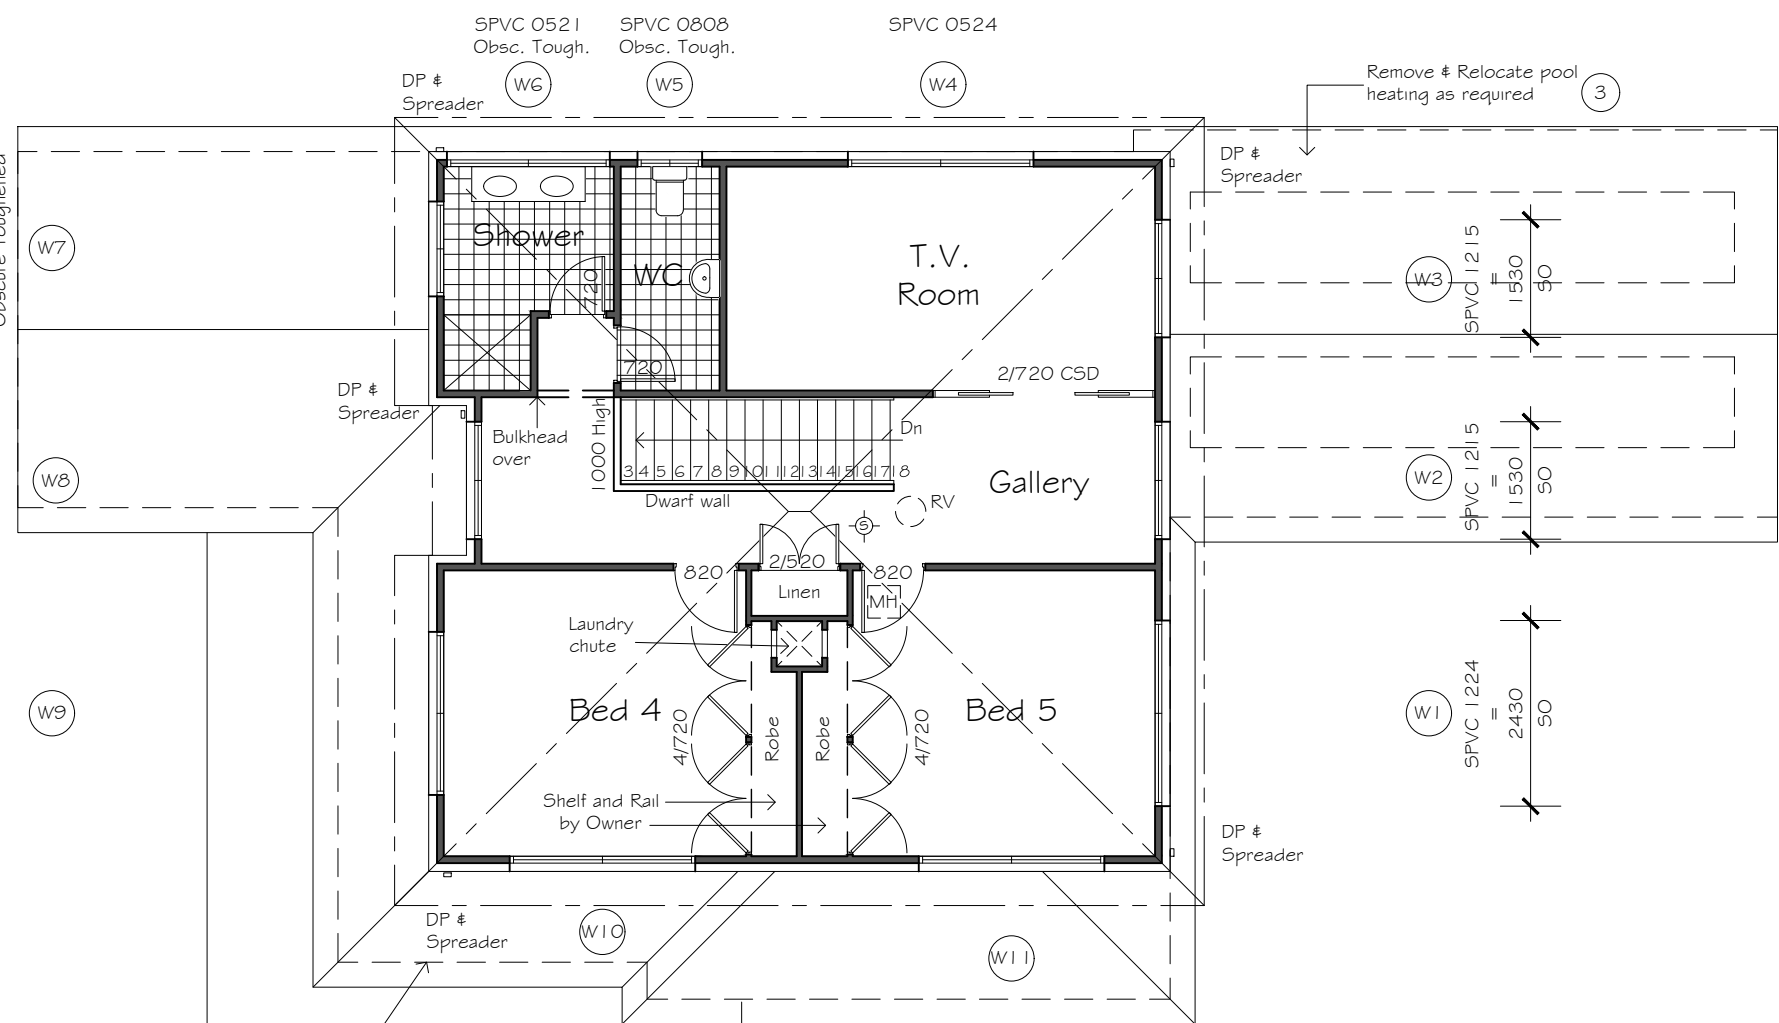 SPVC 0521
Obsc. Tough.
SPVC 0808
Obsc. Tough.
SPVC 0524
DP &
Spreader
W6
W5
W4
Remove & Relocate pool
heating as required
3
DP &
Spreader
Obscure Toughened
W7
Shower
720
WC
T.V.
Room
W3
SPVC 1215
=
1530
SO
720
2/720 CSD
DP &
Spreader
Bulkhead
over
1000 High
Dn
3 4 5 6 7 8 9 10 11 12 13 14 15 16 17 18
Dwarf wall
Gallery
RV
S
W8
W2
SPVC 1215
=
1530
SO
820
2/520
820
Linen
MH
Laundry
chute
Bed 4
4/720
Robe
Robe
4/720
Bed 5
W9
W1
SPVC 1224
=
2430
SO
Shelf and Rail
by Owner
DP &
Spreader
DP &
Spreader
W10
W11